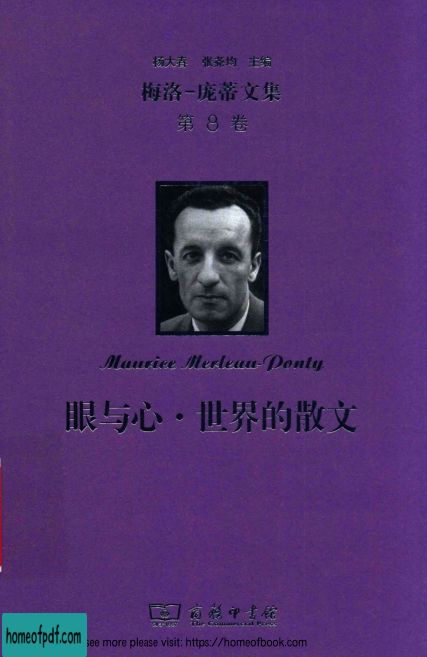 杨大春 张尧均 主编
梅洛-庞蒂文集
第8卷
Maurice Merleau-Ponty
眼与心·世界的散文
商务印书馆
The Commercial Press
homeofpdf.com
see more please visit: https://homeofbook.com